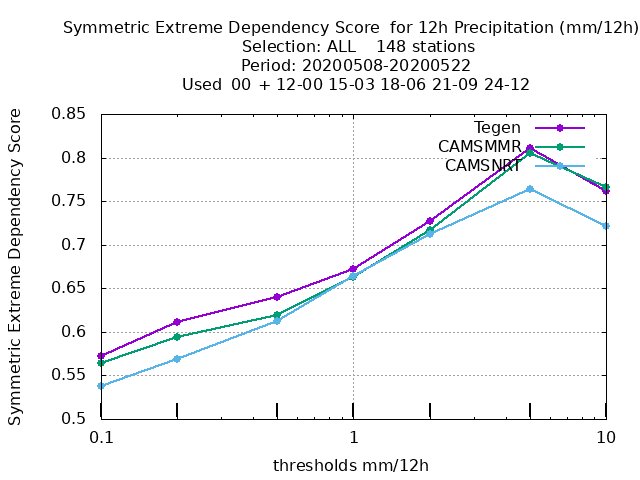 Symmetric Extreme Dependency Score  for 12h Precipitation (mm/12h)
Selection: ALL    148 stations
Period: 20200508-20200522
Used  00 + 12-00 15-03 18-06 21-09 24-12
Symmetric Extreme Dependency Score
0.85
0.8
0.75
0.7
0.65
0.6
0.55
0.5
Tegen
CAMSMMR
CAMSNRT
0.1
1
10
thresholds mm/12h